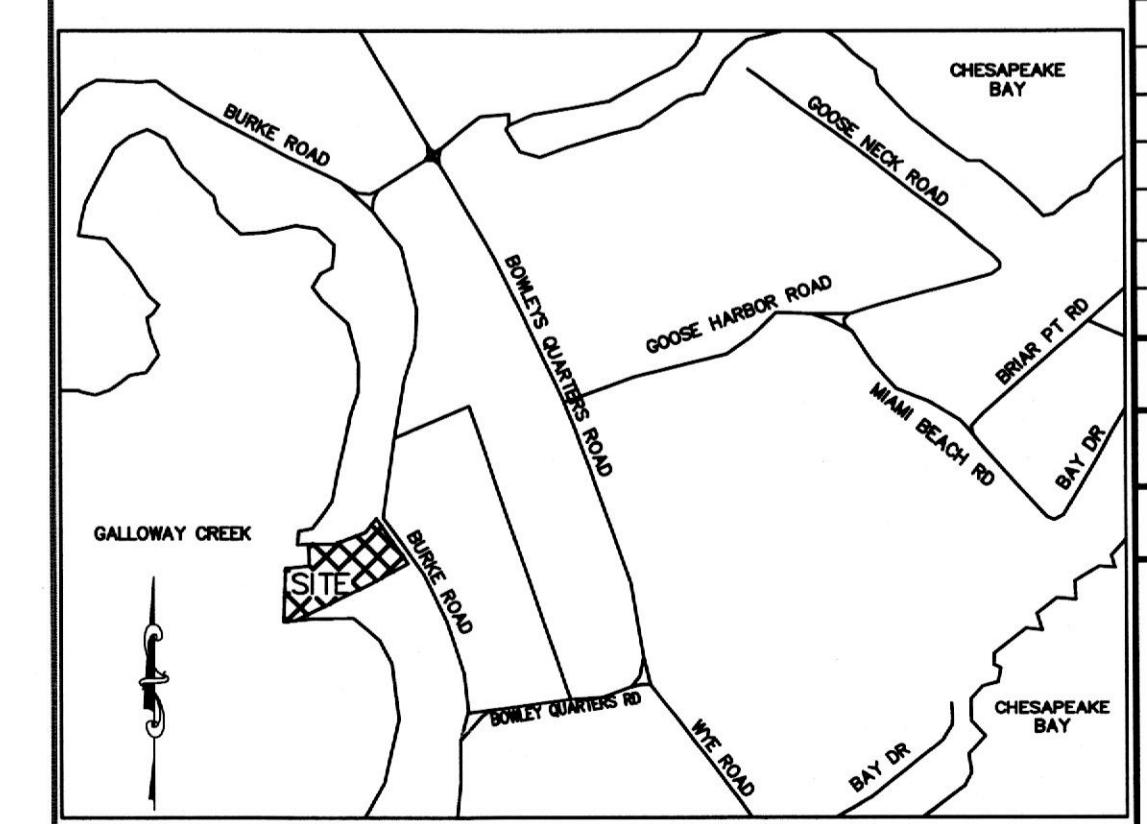 CHESAPEAKE
BAY
BURKE ROAD
GOOSE NECK ROAD
BOWLEYS QUARTERS ROAD
GOOSE HARBOR ROAD
BRIAR PT RD
MIAMI BEACH RD
BAY DR
GALLOWAY CREEK
SITE
BURKE ROAD
BOWLEY QUARTERS RD
WYE ROAD
BAY DR
CHESAPEAKE
BAY